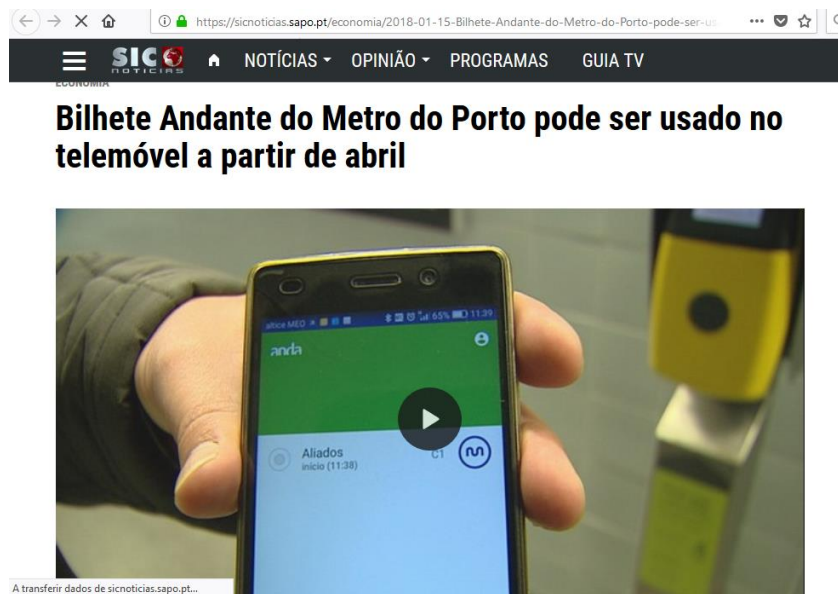 https://sicnoticias.sapo.pt/economia/2018-01-15-Bilhete-Andante-do-Metro-do-Porto-pode-ser-us
SIC NOTÍCIAS NOTÍCIAS OPINIÃO PROGRAMAS GUIA TV
ECONOMIA
Bilhete Andante do Metro do Porto pode ser usado no
telemóvel a partir de abril
altice MEO 65% 11:39
anda
Aliados C1
início (11:38)
A transferir dados de sicnoticias.sapo.pt...